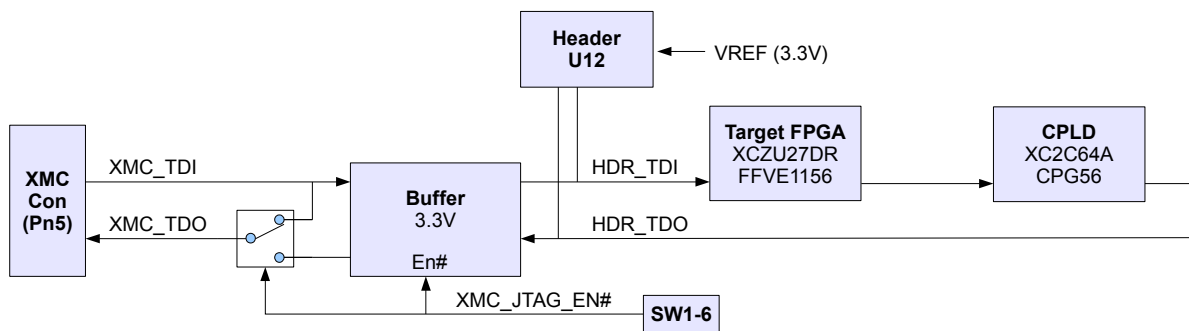 Header
U12
VREF (3.3V)
XMC
Con
(Pn5)
XMC_TDI
XMC_TDO
Buffer
3.3V
En#
HDR_TDI
HDR_TDO
Target FPGA
XCZU27DR
FFVE1156
CPLD
XC2C64A
CPG56
XMC_JTAG_EN#
SW1-6